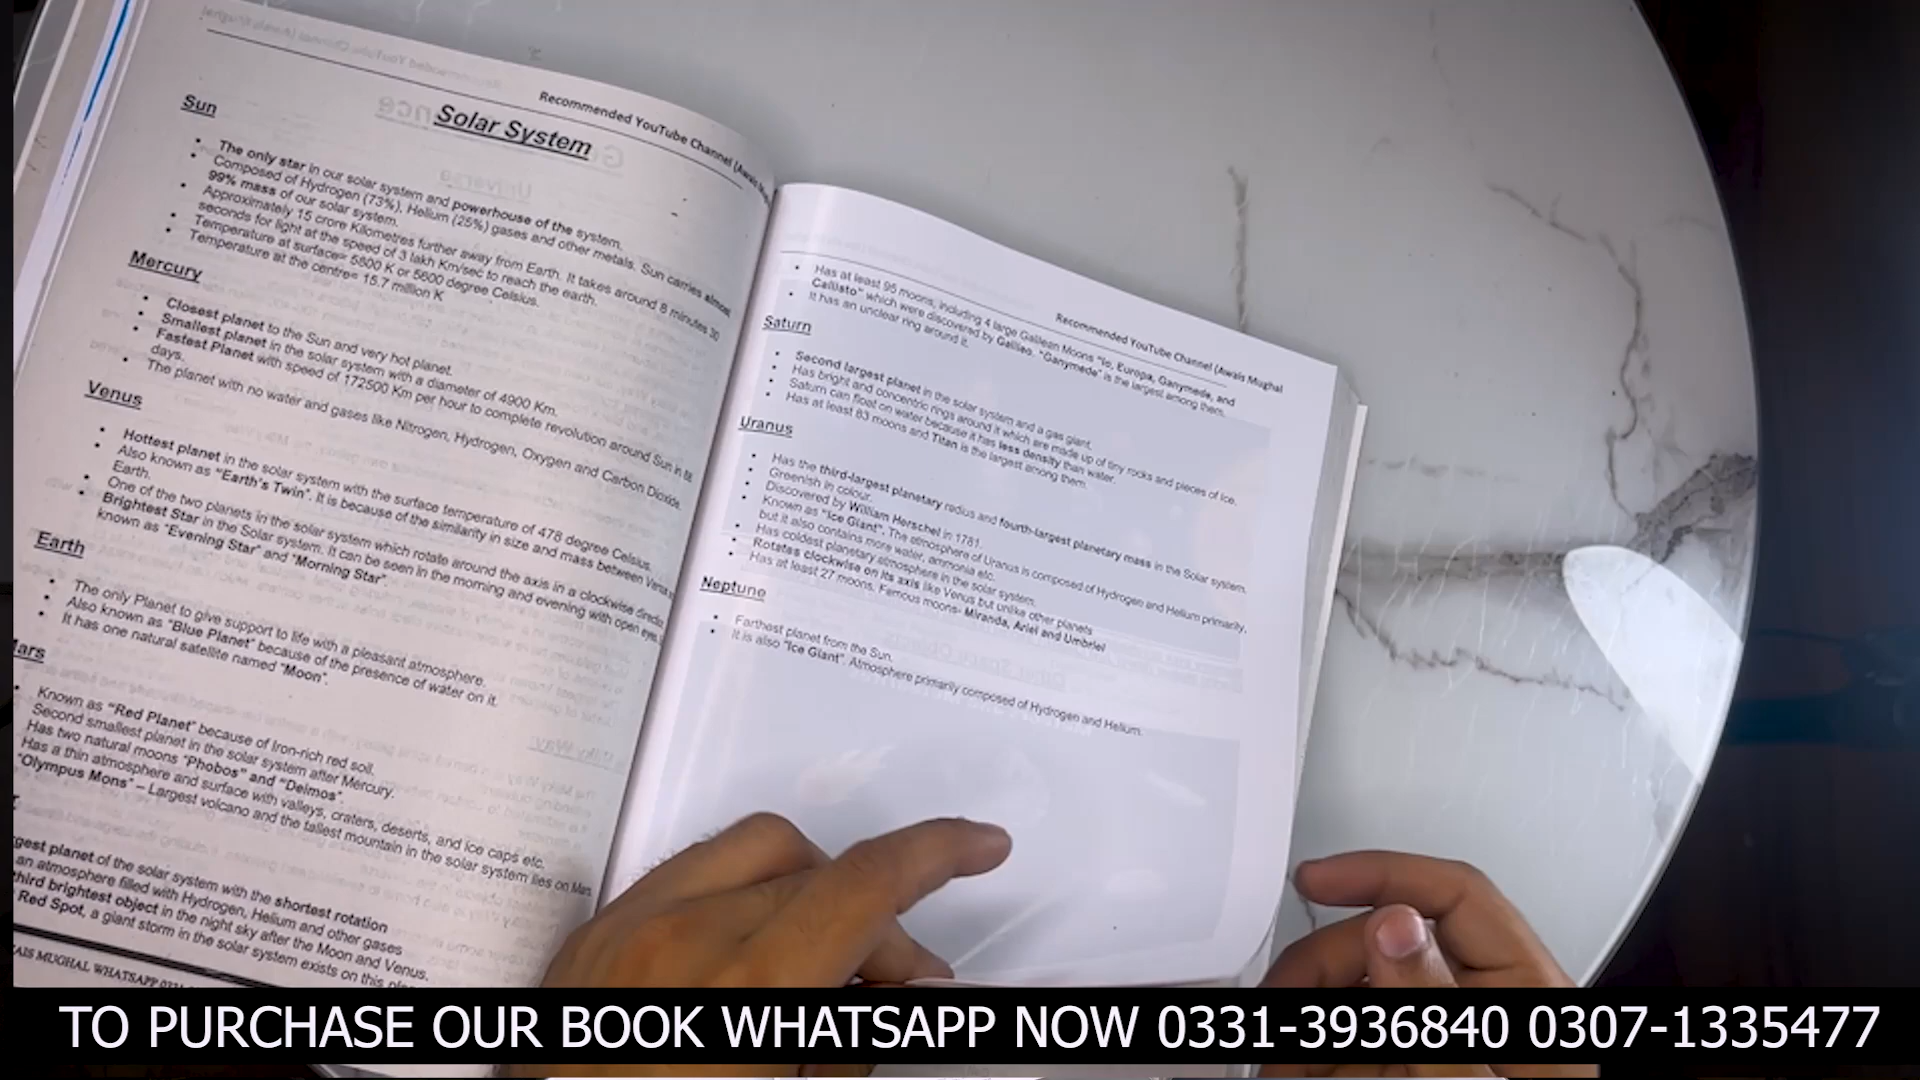 Recommended YouTube Channel (Awais Mughal
Solar System
Sun
The only star in our solar system and powerhouse of the system.
Composed of Hydrogen (73%), Helium (25%) gases and other metals. Sun carries almost
99% mass of our solar system.
Approximately 15 crore Kilometres further away from Earth. It takes around 8 minutes 30
seconds for light at the speed of 3 lakh Km/sec to reach the earth.
Temperature at surface= 5800 K or 5600 degree Celsius.
Temperature at the centre= 15.7 million K
Mercury
Closest planet to the Sun and very hot planet.
Smallest planet in the solar system with a diameter of 4900 Km.
Fastest Planet with speed of 172500 Km per hour to complete revolution around Sun in 88
days.
The planet with no water and gases like Nitrogen, Hydrogen, Oxygen and Carbon Dioxide.
Venus
Hottest planet in the solar system with the surface temperature of 478 degree Celsius.
Also known as "Earth's Twin". It is because of the similarity in size and mass between Venus
Earth.
One of the two planets in the solar system which rotate around the axis in a clockwise
Brightest Star in the Solar system. It can be seen in the morning and evening with open eye,
known as "Evening Star" and "Morning Star"
Earth
The only Planet to give support to life with a pleasant atmosphere.
Also known as "Blue Planet" because of the presence of water on it.
It has one natural satellite named "Moon".
Known as "Red Planet" because of Iron-rich red soil.
Second smallest planet in the solar system after Mercury.
Has two natural moons "Phobos" and "Deimos".
Has a thin atmosphere and surface with valleys, craters, deserts, and ice caps etc.
"Olympus Mons" – Largest volcano and the tallest mountain in the solar system lies on Mars.
planet of the solar system with the shortest rotation
an atmosphere filled with Hydrogen, Helium and other gases
third brightest object in the night sky after the Moon and Venus.
Red Spot, a giant storm in the solar system exists on this
MUGHAL WHATSAPP
Recommended YouTube Channel (Awais Mughal
Has at least 95 moons, including 4 large Galilean Moons "Io, Europa, Ganymede, and
Callisto" which were discovered by Galileo. "Ganymede" is the largest among them.
It has an unclear ring around it.
Saturn
Second largest planet in the solar system and a gas giant.
Has bright and concentric rings around it which are made up of tiny rocks and pieces of ice.
Saturn can float on water because it has less density than water.
Has at least 83 moons and Titan is the largest among them.
Uranus
Has the third-largest planetary radius and fourth-largest planetary mass in the Solar system.
Greenish in colour.
Discovered by William Herschel in 1781.
Known as "Ice Giant". The atmosphere of Uranus is composed of Hydrogen and Helium primarily,
but it also contains more water, ammonia etc.
Has coldest planetary atmosphere in the solar system.
Rotates clockwise on its axis like Venus but unlike other planets
Has at least 27 moons. Famous moons- Miranda, Ariel and Umbriel
Neptune
Farthest planet from the Sun.
It is also "Ice Giant". Atmosphere primarily composed of Hydrogen and Helium.
TO PURCHASE OUR BOOK WHATSAPP NOW 0331-3936840 0307-1335477